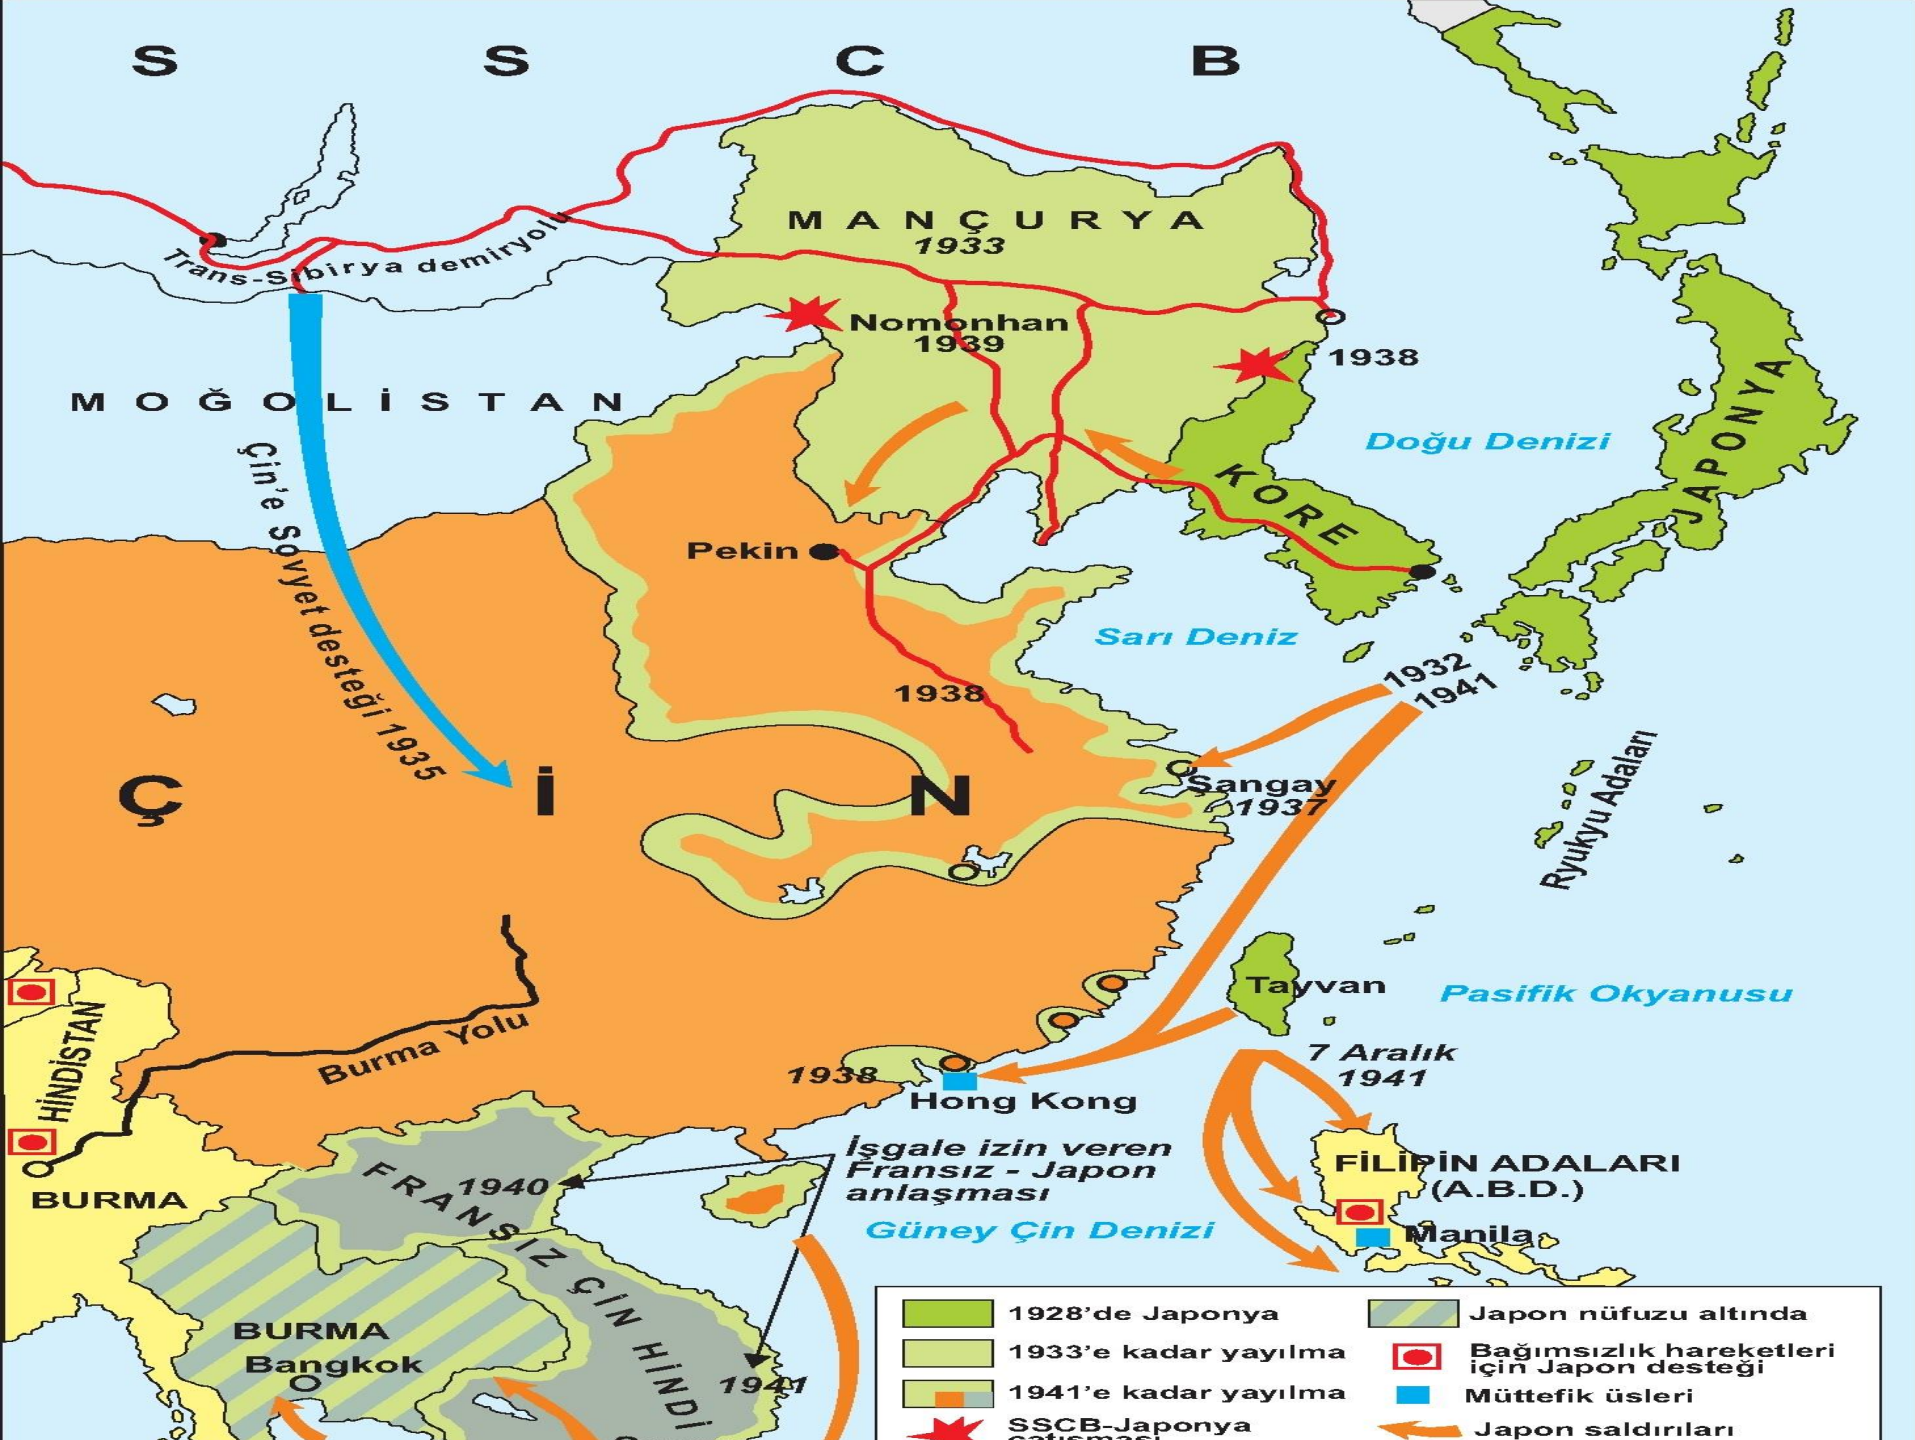 S S C B
MANÇURYA
1933
Trans-Sibirya demiryolu
Nomonhan
1939
1938
MOĞOLİSTAN
Doğu Denizi
JAPONYA
KORE
Çin'e Sovyet desteği 1935
Pekin
Sarı Deniz
1932
1941
1938
Şangay
1937
Ç İ N
Ryukyu Adaları
Tayvan
Pasifik Okyanusu
HİNDİSTAN
Burma Yolu
7 Aralık
1941
1938
Hong Kong
İşgale izin veren
Fransız - Japon
anlaşması
FİLİPİN ADALARI
(A.B.D.)
BURMA
1940
FRANSIZ ÇİN HİNDİ
Güney Çin Denizi
Manila
BURMA
Bangkok
1941
1928'de Japonya
1933'e kadar yayılma
1941'e kadar yayılma
SSCB-Japonya
çatışması
Japon nüfuzu altında
Bağımsızlık hareketleri
için Japon desteği
Müttefik üsleri
Japon saldırıları